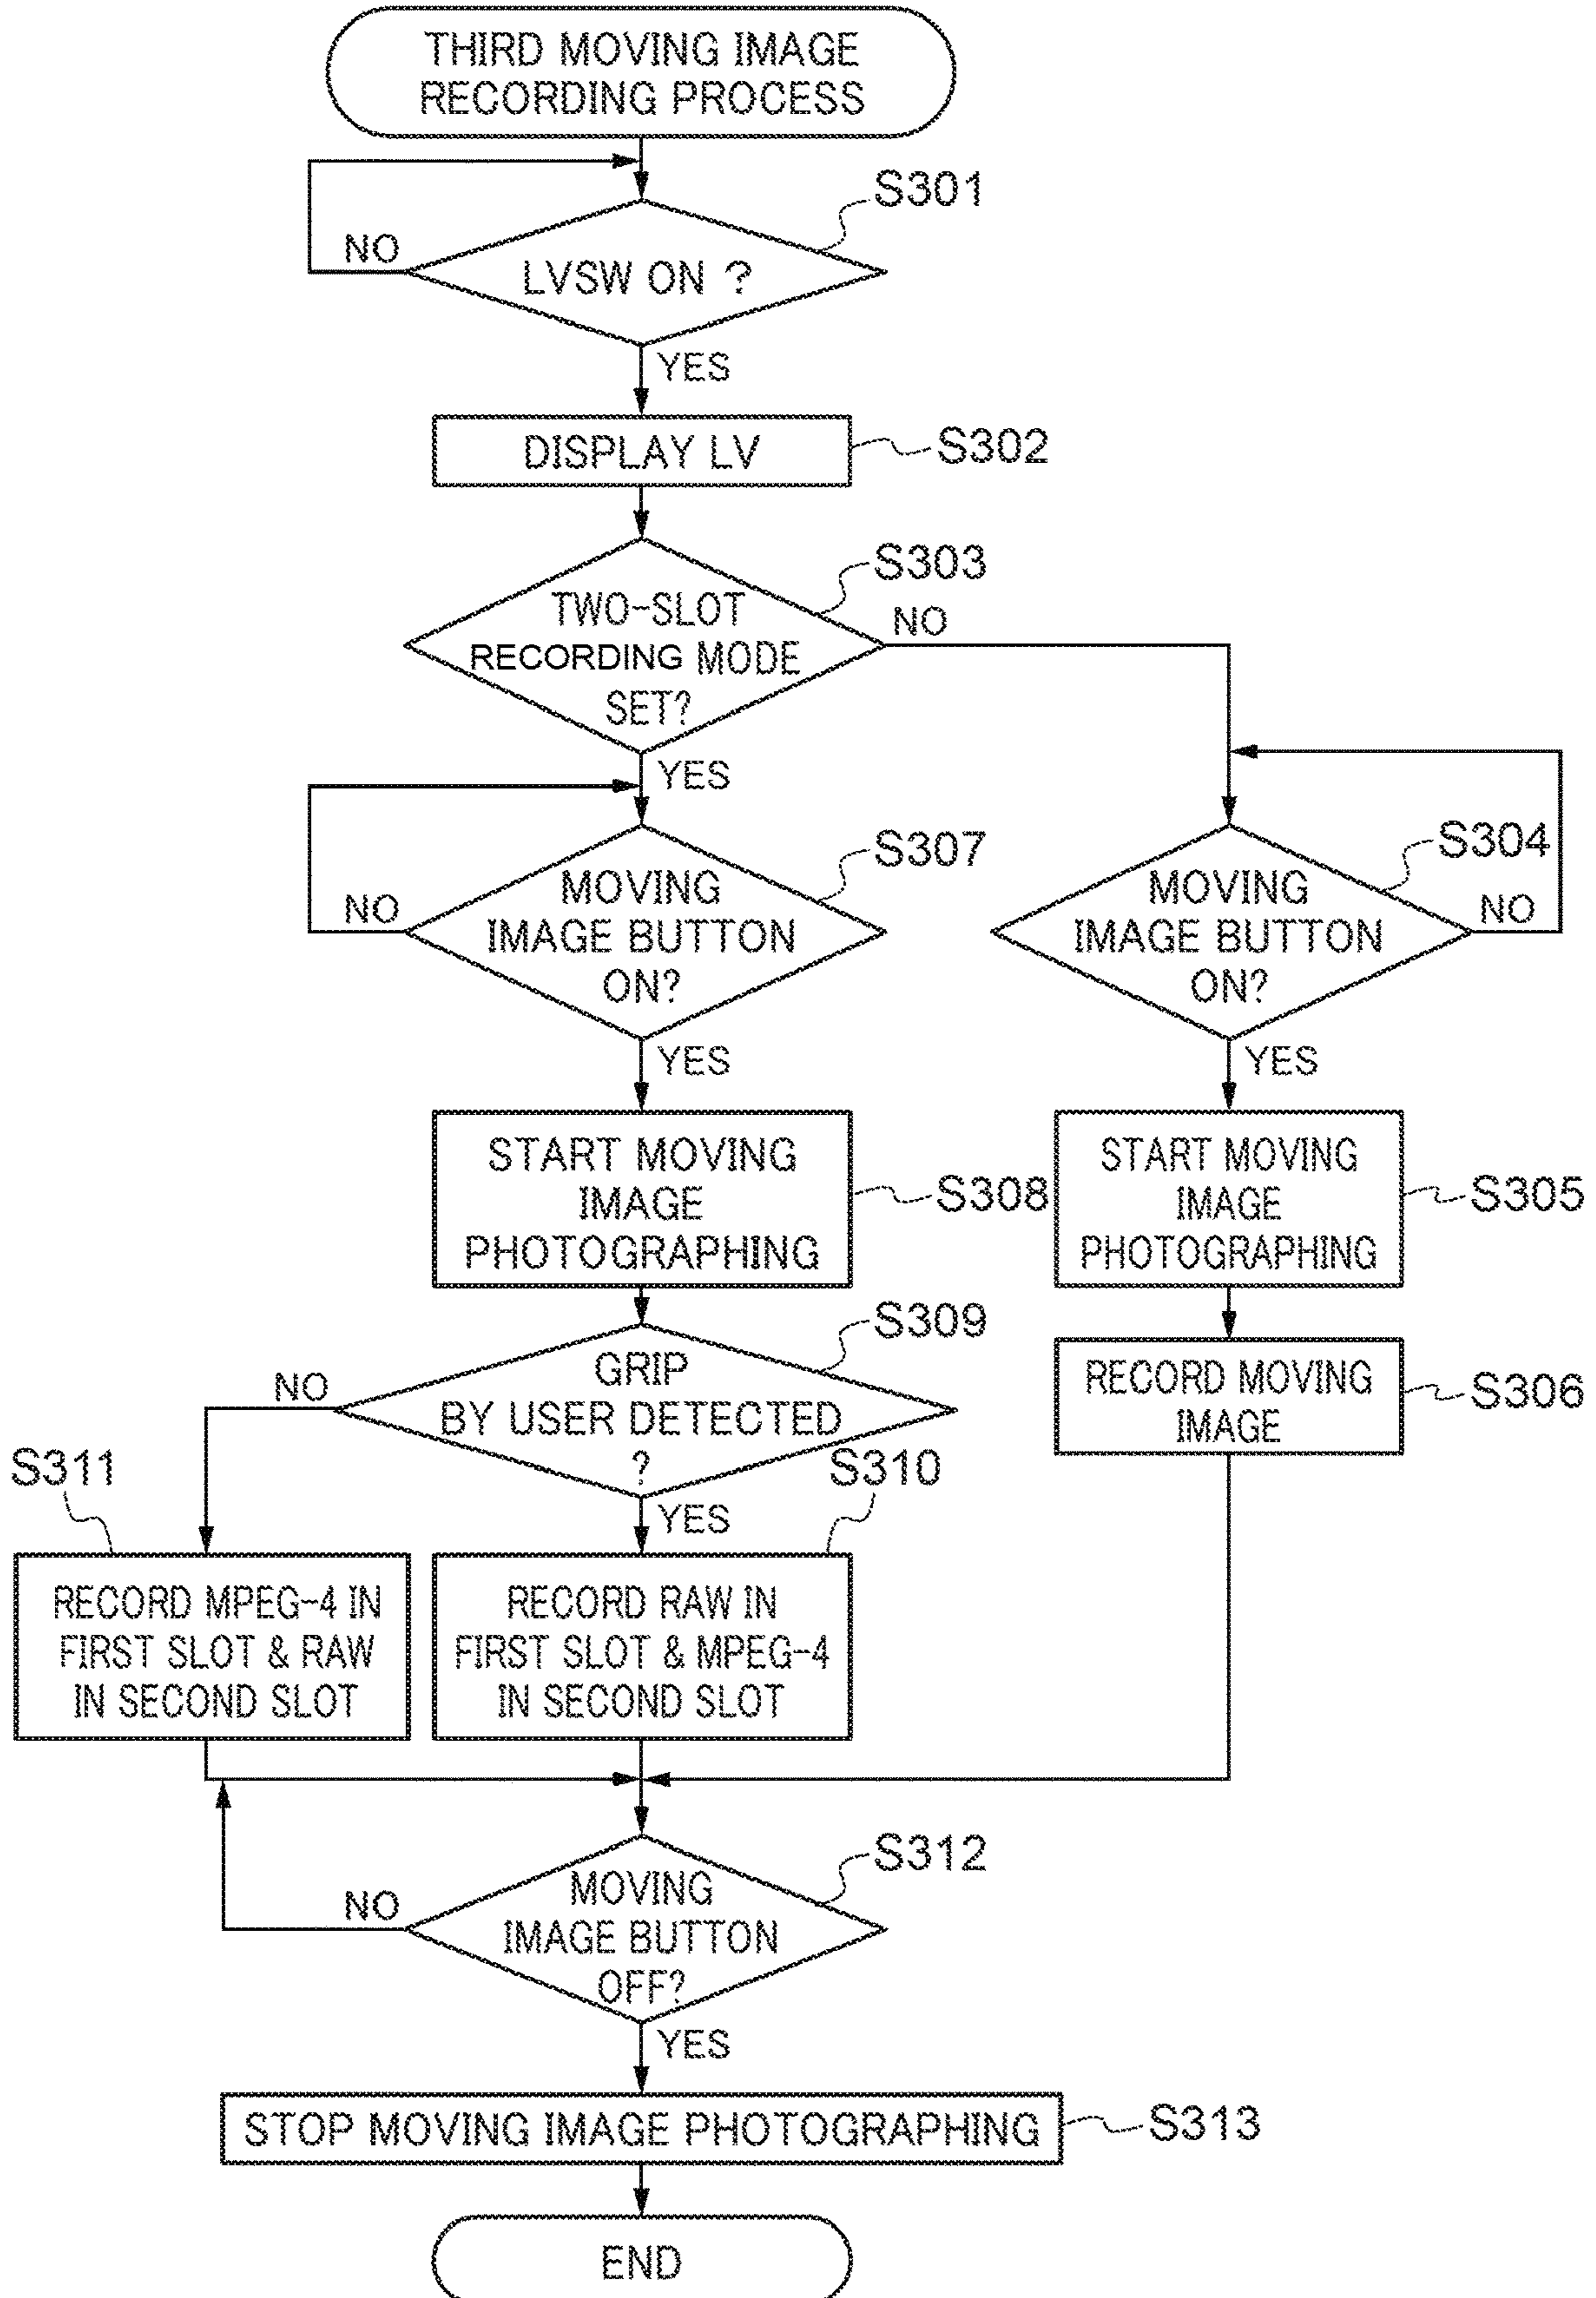 THIRD MOVING IMAGE
RECORDING PROCESS
S301
NO
LVSW ON ?
YES
DISPLAY LV
S302
S303
TWO-SLOT
RECORDING MODE
SET?
NO
YES
S307
MOVING
IMAGE BUTTON
ON?
NO
YES
S304
MOVING
IMAGE BUTTON
ON?
NO
YES
START MOVING
IMAGE
PHOTOGRAPHING
S308
START MOVING
IMAGE
PHOTOGRAPHING
S305
S309
GRIP
BY USER DETECTED
?
NO
YES
RECORD MOVING
IMAGE
S306
S311
S310
RECORD MPEG-4 IN
FIRST SLOT & RAW
IN SECOND SLOT
RECORD RAW IN
FIRST SLOT & MPEG-4
IN SECOND SLOT
S312
MOVING
IMAGE BUTTON
OFF?
NO
YES
STOP MOVING IMAGE PHOTOGRAPHING
S313
END